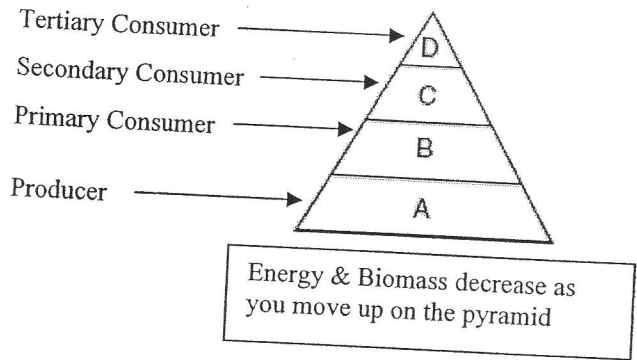 Tertiary Consumer
D
Secondary Consumer
C
Primary Consumer
B
Producer
A
Energy & Biomass decrease as
you move up on the pyramid